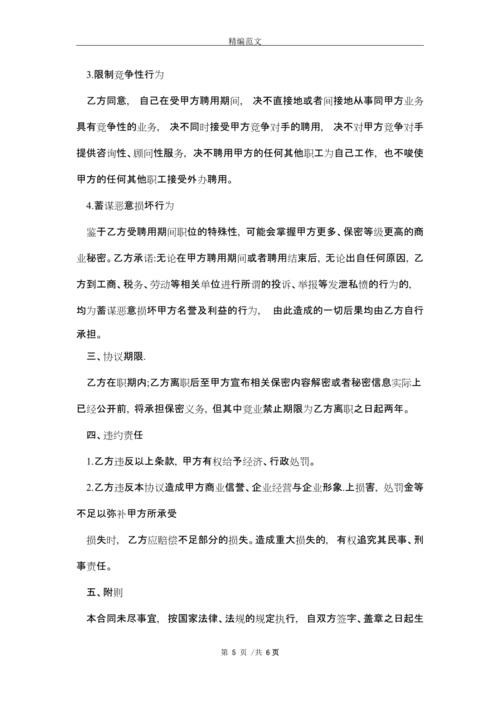 精编范文
3.限制竞争性行为
乙方同意，自己在受甲方聘用期间，决不直接地或者间接地从事同甲方业务
具有竞争性的业务，决不同时接受甲方竞争对手的聘用，决不对甲方竞争对手
提供咨询性、顾问性服务，决不聘用甲方的任何其他职工为自己工作，也不唆使
甲方的任何其他职工接受外办聘用。
4.蓄谋恶意损坏行为
鉴于乙方受聘用期间职位的特殊性，可能会掌握甲方更多、保密等级更高的商
业秘密。乙方承诺:无论在甲方聘用期间或者聘用结束后，无论出自任何原因，乙
方到工商、税务、劳动等相关单位进行所谓的投诉、举报等发泄私愤的行为的，
均为蓄谋恶意损坏甲方名誉及利益的行为，由此造成的一切后果均由乙方自行
承担。
三、协议期限.
乙方在职期内;乙方离职后至甲方宣布相关保密内容解密或者秘密信息实际上
已经公开前，将承担保密义务，但其中竞业禁止期限为乙方离职之日起两年。
四、违约责任
1.乙方违反以上条款，甲方有权给予经济、行政处罚。
2.乙方违反本协议造成甲方商业信誉、企业经营与企业形象.上损害，处罚金等
不足以弥补甲方所承受
损失时，乙方应赔偿不足部分的损失。造成重大损失的，有权追究其民事、刑
事责任。
五、附则
本合同未尽事宜，按国家法律、法规的规定执行，自双方签字、盖章之日起生
第 5 页 /共 6 页